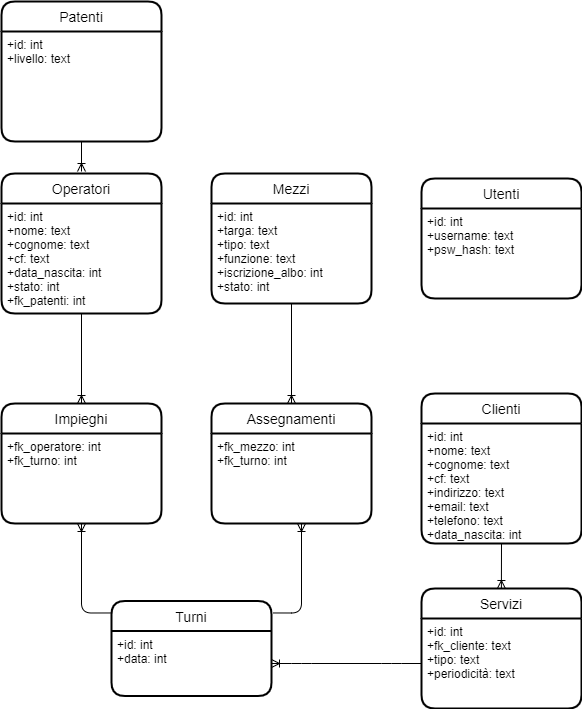 Patenti
+id: int
+livello: text
Operatori
+id: int
+nome: text
+cognome: text
+cf: text
+data_nascita: int
+stato: int
+fk_patenti: int
Mezzi
+id: int
+targa: text
+tipo: text
+funzione: text
+iscrizione_albo: int
+stato: int
Utenti
+id: int
+username: text
+psw_hash: text
Impieghi
+fk_operatore: int
+fk_turno: int
Assegnamenti
+fk_mezzo: int
+fk_turno: int
Clienti
+id: int
+nome: text
+cognome: text
+cf: text
+indirizzo: text
+email: text
+telefono: text
+data_nascita: int
Turni
+id: int
+data: int
Servizi
+id: int
+fk_cliente: text
+tipo: text
+periodicità: text